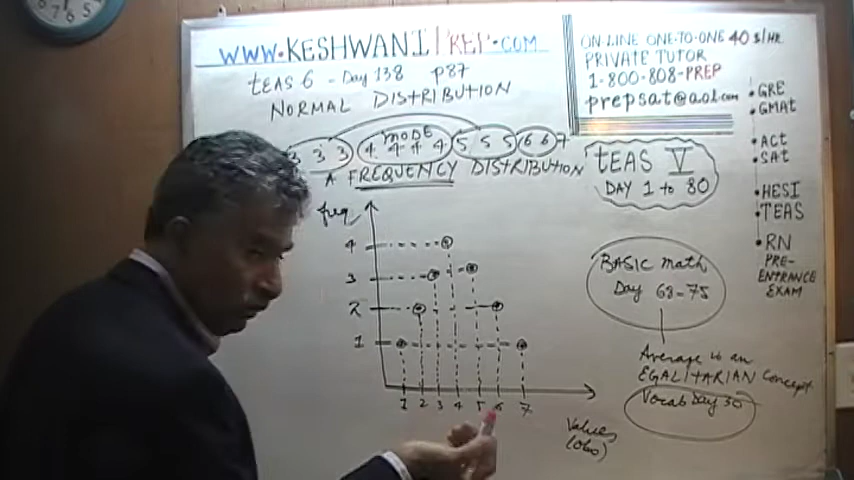 WWW.KESHWANIPREP.COM
TEAS 6 - Day 138 p87
NORMAL DISTRIBUTION
MODE
3 3 3 4 4 4 4 5 5 5 6 6 7
A FREQUENCY DISTRIBUTION
freq
4
3
2
1
1 2 3 4 5 6 7
Values
(Obs)
ON-LINE ONE-TO-ONE 40 $/HR
PRIVATE TUTOR
1-800-808-PREP
prepsat@aol.com
TEAS V
DAY 1 to 80
BASIC math
Day 68-75
Average is an
EGALITARIAN Concept
Vocab Day 30
• GRE
• GMAT
• ACT
• SAT
• HESI
• TEAS
• RN
PRE-
ENTRANCE
EXAM
7 6 5